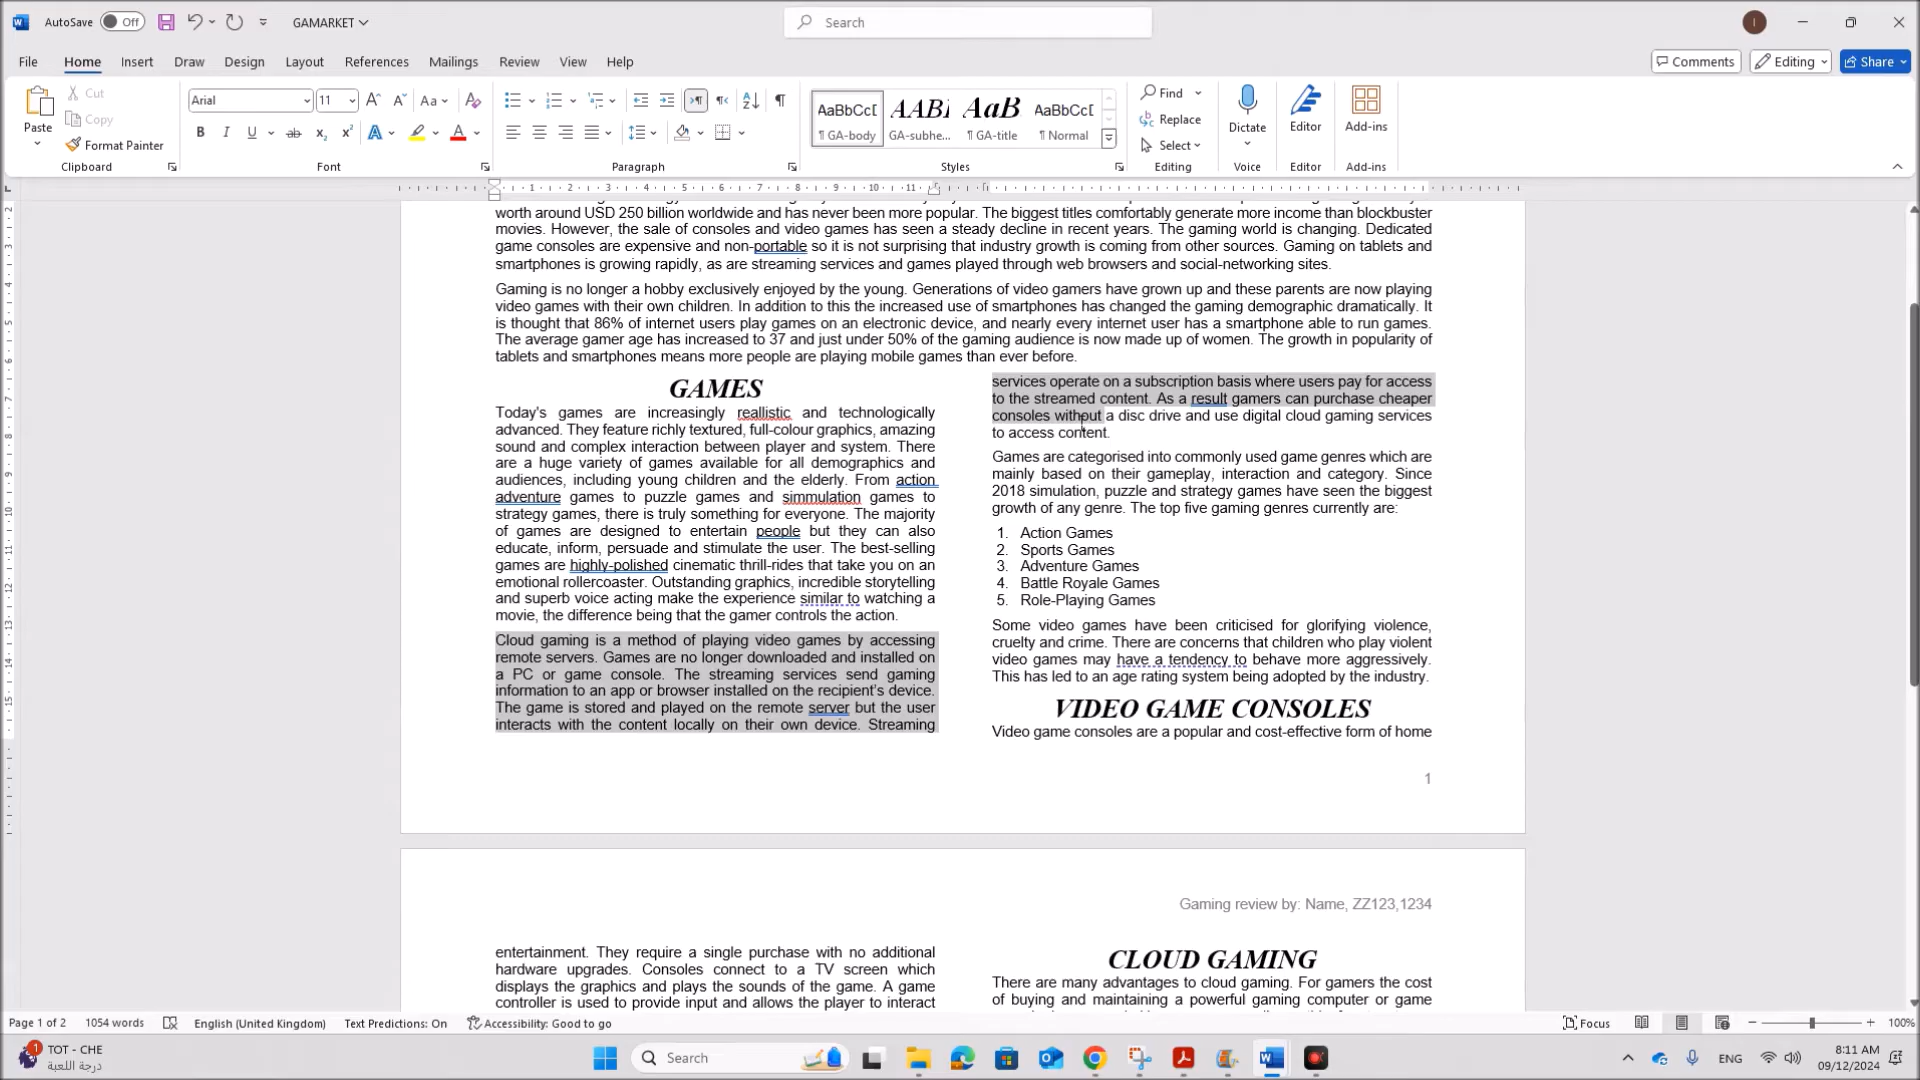 AutoSave Off GAMARKET Search I
File Home Insert Draw Design Layout References Mailings Review View Help Comments Editing Share
Paste Cut Copy Format Painter
Arial 11 Aa
B I U ab x₂ x² A A
AaBbCcD AABl AaB AaBbCcD
¶ GA-body GA-subhe... ¶ GA-title ¶ Normal
Find Replace Select
Dictate Editor Add-ins
Clipboard Font Paragraph Styles Editing Voice Editor Add-ins
1 2 3 4 5 6 7 8 9 10 11
worth around USD 250 billion worldwide and has never been more popular. The biggest titles comfortably generate more income than blockbuster
movies. However, the sale of consoles and video games has seen a steady decline in recent years. The gaming world is changing. Dedicated
game consoles are expensive and non-portable so it is not surprising that industry growth is coming from other sources. Gaming on tablets and
smartphones is growing rapidly, as are streaming services and games played through web browsers and social-networking sites.
Gaming is no longer a hobby exclusively enjoyed by the young. Generations of video gamers have grown up and these parents are now playing
video games with their own children. In addition to this the increased use of smartphones has changed the gaming demographic dramatically. It
is thought that 86% of internet users play games on an electronic device, and nearly every internet user has a smartphone able to run games.
The average gamer age has increased to 37 and just under 50% of the gaming audience is now made up of women. The growth in popularity of
tablets and smartphones means more people are playing mobile games than ever before.
GAMES
Today's games are increasingly reallistic and technologically
advanced. They feature richly textured, full-colour graphics, amazing
sound and complex interaction between player and system. There
are a huge variety of games available for all demographics and
audiences, including young children and the elderly. From action
adventure games to puzzle games and simmulation games to
strategy games, there is truly something for everyone. The majority
of games are designed to entertain people but they can also
educate, inform, persuade and stimulate the user. The best-selling
games are highly-polished cinematic thrill-rides that take you on an
emotional rollercoaster. Outstanding graphics, incredible storytelling
and superb voice acting make the experience similar to watching a
movie, the difference being that the gamer controls the action.
Cloud gaming is a method of playing video games by accessing
remote servers. Games are no longer downloaded and installed on
a PC or game console. The streaming services send gaming
information to an app or browser installed on the recipient's device.
The game is stored and played on the remote server but the user
interacts with the content locally on their own device. Streaming
services operate on a subscription basis where users pay for access
to the streamed content. As a result gamers can purchase cheaper
consoles without a disc drive and use digital cloud gaming services
to access content.
Games are categorised into commonly used game genres which are
mainly based on their gameplay, interaction and category. Since
2018 simulation, puzzle and strategy games have seen the biggest
growth of any genre. The top five gaming genres currently are:
1. Action Games
2. Sports Games
3. Adventure Games
4. Battle Royale Games
5. Role-Playing Games
Some video games have been criticised for glorifying violence,
cruelty and crime. There are concerns that children who play violent
video games may have a tendency to behave more aggressively.
This has led to an age rating system being adopted by the industry.
VIDEO GAME CONSOLES
Video game consoles are a popular and cost-effective form of home
1
Gaming review by: Name, ZZ123,1234
entertainment. They require a single purchase with no additional
hardware upgrades. Consoles connect to a TV screen which
displays the graphics and plays the sounds of the game. A game
controller is used to provide input and allows the player to interact
CLOUD GAMING
There are many advantages to cloud gaming. For gamers the cost
of buying and maintaining a powerful gaming computer or game
Page 1 of 2 1054 words English (United Kingdom) Text Predictions: On Accessibility: Good to go Focus 100%
1 TOT - CHE
درجة اللعبة
Search
ENG
8:11 AM
09/12/2024